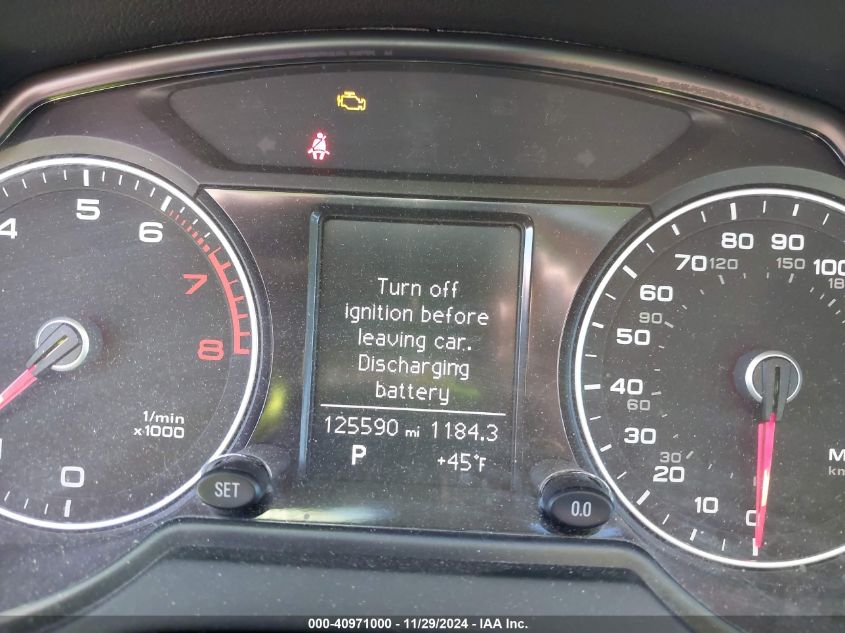 4 5 6 7 8
1/min
x1000
1 0
SET
Turn off
ignition before
leaving car.
Discharging
battery
125590 mi 1184.3
P +45°F
0.0
0 10 20 30 40 50 60 70 80 90 100
30 60 90 120 150 180
000-40971000 - 11/29/2024 - IAA Inc.